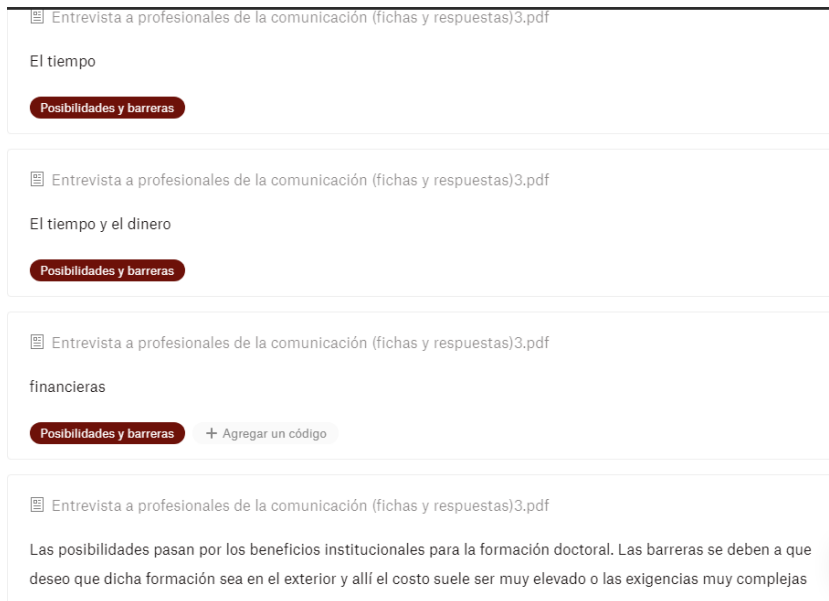 Entrevista a profesionales de la comunicación (fichas y respuestas)3.pdf
El tiempo
Posibilidades y barreras
Entrevista a profesionales de la comunicación (fichas y respuestas)3.pdf
El tiempo y el dinero
Posibilidades y barreras
Entrevista a profesionales de la comunicación (fichas y respuestas)3.pdf
financieras
Posibilidades y barreras + Agregar un código
Entrevista a profesionales de la comunicación (fichas y respuestas)3.pdf
Las posibilidades pasan por los beneficios institucionales para la formación doctoral. Las barreras se deben a que
deseo que dicha formación sea en el exterior y allí el costo suele ser muy elevado o las exigencias muy complejas